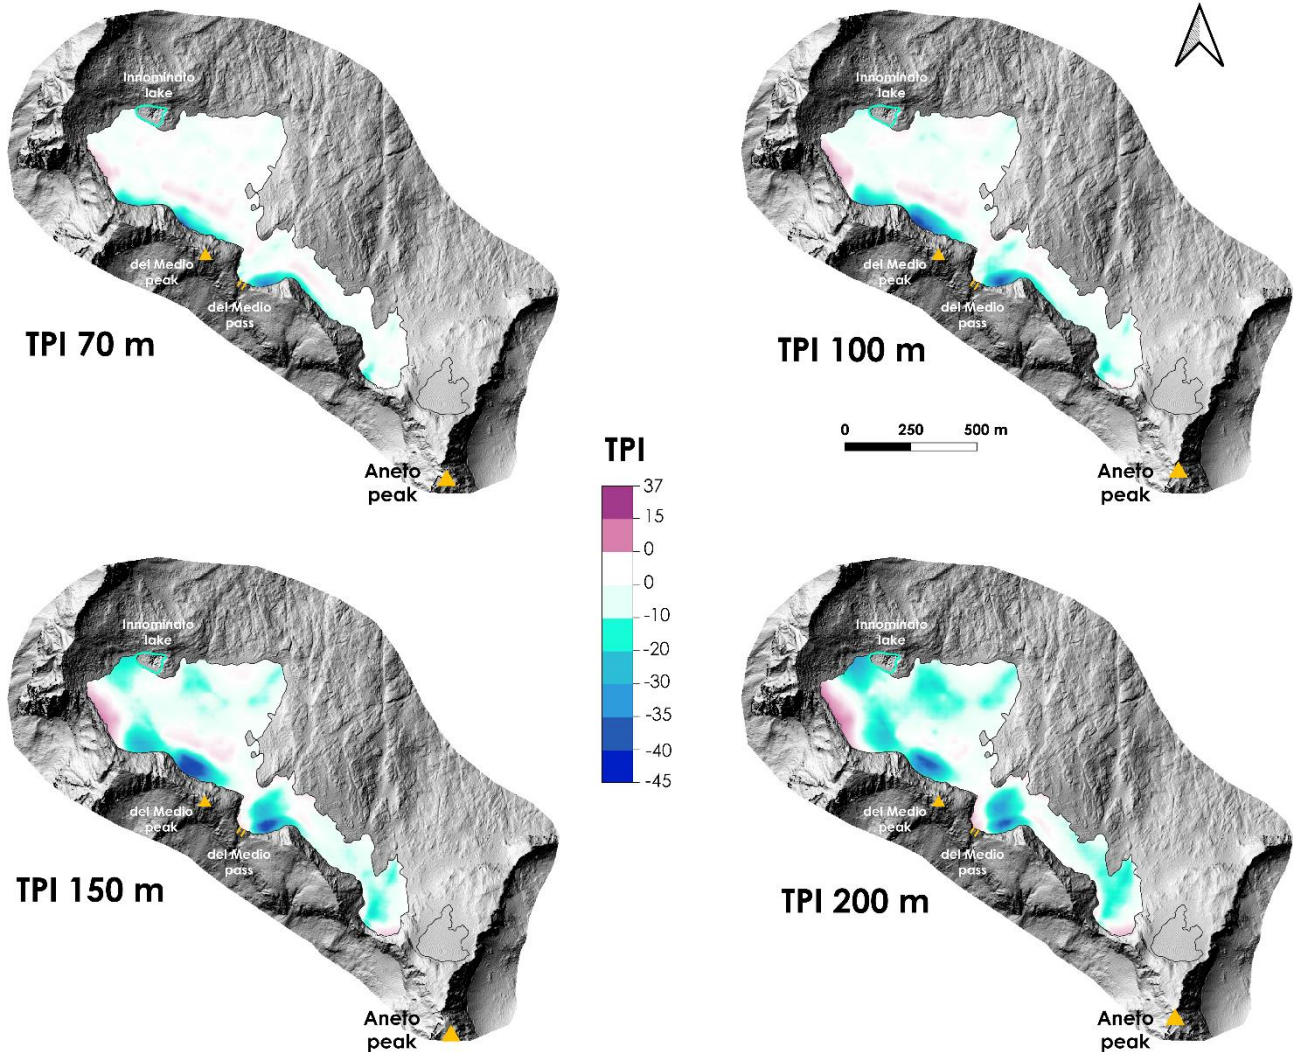 Innominato
lake
del Medio
peak
del Medio
pass
TPI 70 m
Aneto
peak
Innominato
lake
del Medio
peak
del Medio
pass
TPI 100 m
0 250 500 m
Aneto
peak
TPI
37
15
0
0
-10
-20
-30
-35
-40
-45
Innominato
lake
del Medio
peak
del Medio
pass
TPI 150 m
Aneto
peak
Innominato
lake
del Medio
peak
del Medio
pass
TPI 200 m
Aneto
peak